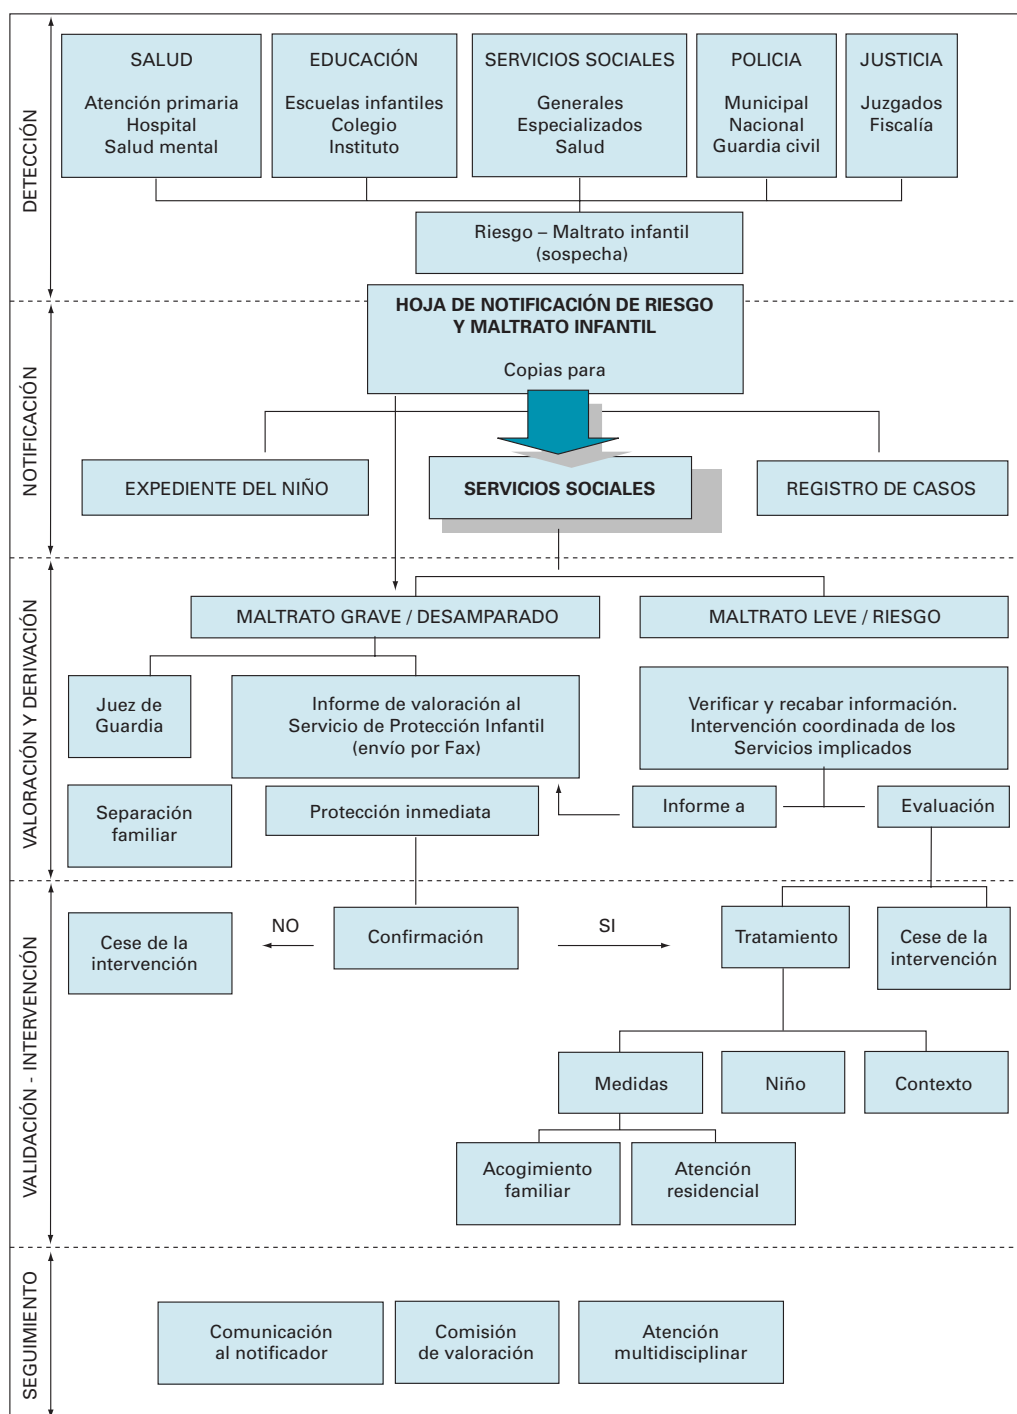 DETECCIÓN
SALUD
Atención primaria
Hospital
Salud mental
EDUCACIÓN
Escuelas infantiles
Colegio
Instituto
SERVICIOS SOCIALES
Generales
Especializados
Salud
POLICIA
Municipal
Nacional
Guardia civil
JUSTICIA
Juzgados
Fiscalía
Riesgo – Maltrato infantil
(sospecha)
NOTIFICACIÓN
HOJA DE NOTIFICACIÓN DE RIESGO
Y MALTRATO INFANTIL
Copias para
EXPEDIENTE DEL NIÑO
SERVICIOS SOCIALES
REGISTRO DE CASOS
VALORACIÓN Y DERIVACIÓN
MALTRATO GRAVE / DESAMPARADO
MALTRATO LEVE / RIESGO
Juez de
Guardia
Informe de valoración al
Servicio de Protección Infantil
(envío por Fax)
Verificar y recabar información.
Intervención coordinada de los
Servicios implicados
Separación
familiar
Protección inmediata
Informe a
Evaluación
VALIDACIÓN - INTERVENCIÓN
Cese de la
intervención
NO
Confirmación
SI
Tratamiento
Cese de la
intervención
Medidas
Niño
Contexto
Acogimiento
familiar
Atención
residencial
SEGUIMIENTO
Comunicación
al notificador
Comisión
de valoración
Atención
multidisciplinar